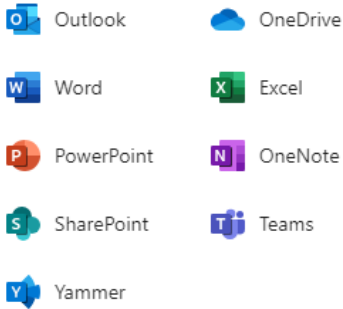 Outlook
OneDrive
Word
Excel
PowerPoint
OneNote
SharePoint
Teams
Yammer